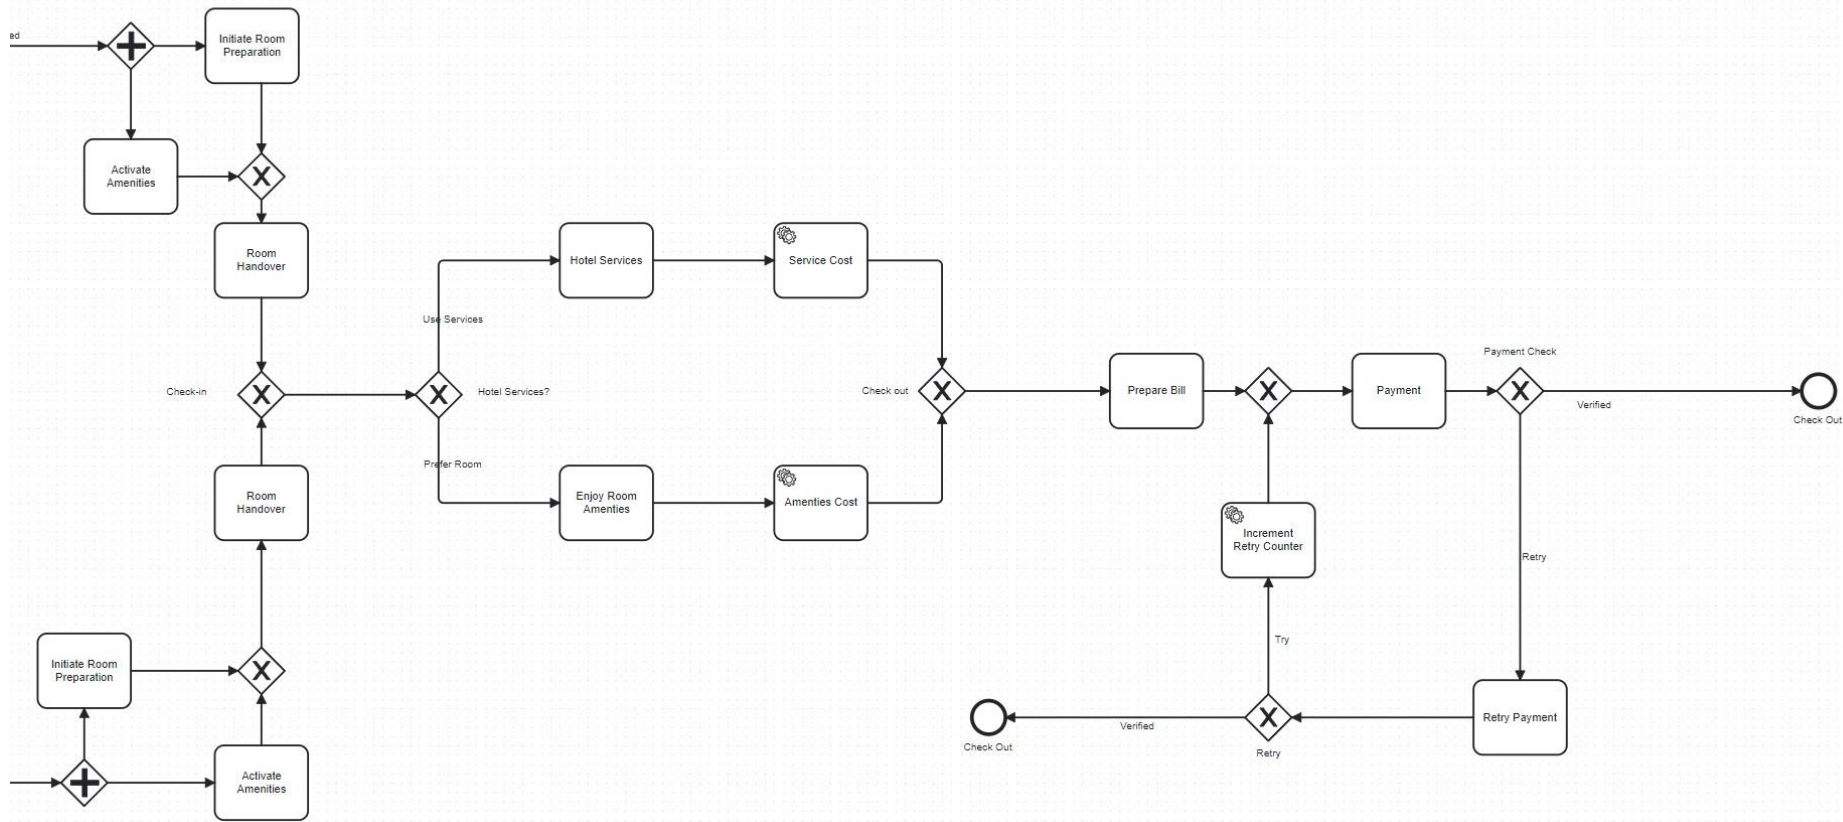 ed
Initiate Room
Preparation
Activate
Amenities
Room
Handover
Hotel Services
Service Cost
Use Services
Check-in
Hotel Services?
Check out
Prepare Bill
Payment
Payment Check
Verified
Check Out
Prefer Room
Room
Handover
Enjoy Room
Amenties
Amenties Cost
Increment
Retry Counter
Retry
Try
Initiate Room
Preparation
Retry Payment
Verified
Check Out
Retry
Activate
Amenities